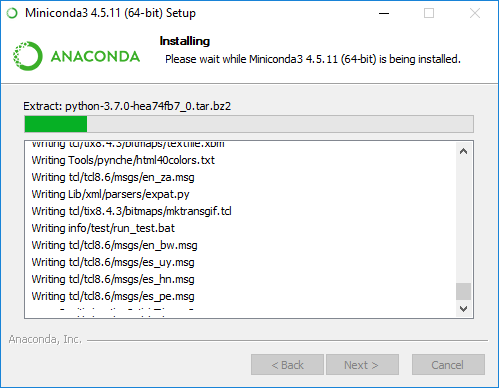 Miniconda3 4.5.11 (64-bit) Setup
ANACONDA
Installing
Please wait while Miniconda3 4.5.11 (64-bit) is being installed.
Extract: python-3.7.0-hea74fb7_0.tar.bz2
Writing tcl/tix8.4.3/bitmaps/textfile.xbm
Writing Tools/pynche/html40colors.txt
Writing tcl/tcl8.6/msgs/en_za.msg
Writing Lib/xml/parsers/expat.py
Writing tcl/tix8.4.3/bitmaps/mktransgif.tcl
Writing info/test/run_test.bat
Writing tcl/tcl8.6/msgs/en_bw.msg
Writing tcl/tcl8.6/msgs/es_uy.msg
Writing tcl/tcl8.6/msgs/es_hn.msg
Writing tcl/tcl8.6/msgs/es_pe.msg
Anaconda, Inc.
< Back
Next >
Cancel